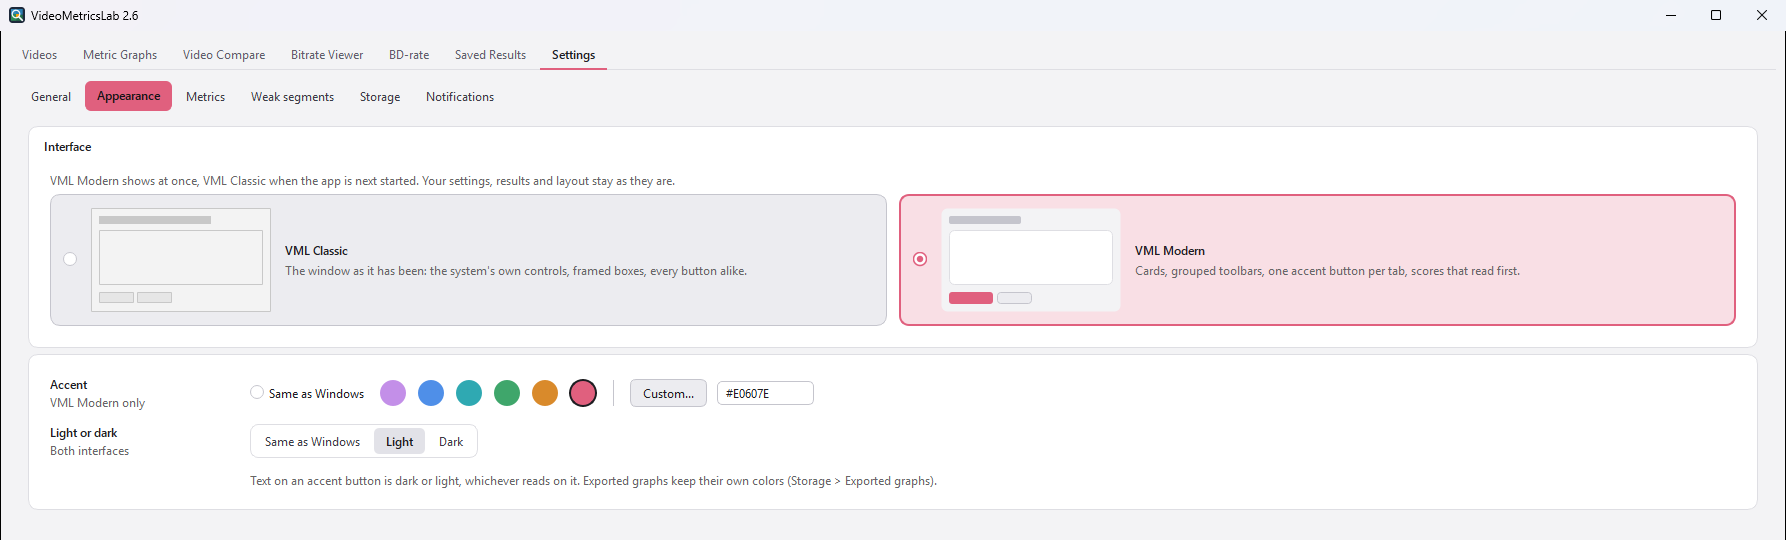 VideoMetricsLab 2.6
Videos Metric Graphs Video Compare Bitrate Viewer BD-rate Saved Results Settings
General Appearance Metrics Weak segments Storage Notifications
Interface
VML Modern shows at once, VML Classic when the app is next started. Your settings, results and layout stay as they are.
VML Classic
The window as it has been: the system's own controls, framed boxes, every button alike.
VML Modern
Cards, grouped toolbars, one accent button per tab, scores that read first.
Accent
VML Modern only
Same as Windows Custom... #E0607E
Light or dark
Both interfaces
Same as Windows Light Dark
Text on an accent button is dark or light, whichever reads on it. Exported graphs keep their own colors (Storage > Exported graphs).